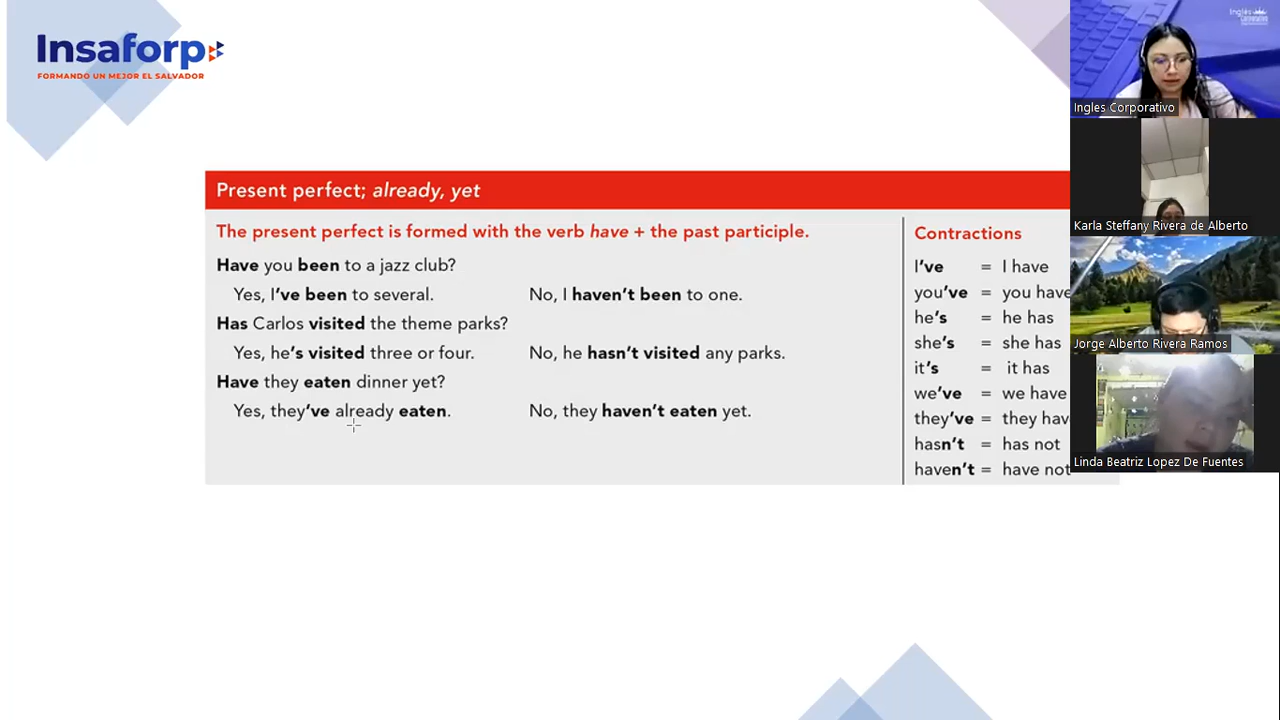 Insaforp
FORMANDO UN MEJOR EL SALVADOR
Present perfect; already, yet
The present perfect is formed with the verb have + the past participle.
Have you been to a jazz club?
Yes, I've been to several. No, I haven't been to one.
Has Carlos visited the theme parks?
Yes, he's visited three or four. No, he hasn't visited any parks.
Have they eaten dinner yet?
Yes, they've already eaten. No, they haven't eaten yet.
Contractions
I've = I have
you've = you have
he's = he has
she's = she has
it's = it has
we've = we have
they've = they hav
hasn't = has not
haven't = have not
Inglés
Ingles Corporativo
Karla Steffany Rivera de Alberto
Jorge Alberto Rivera Ramos
Linda Beatriz Lopez De Fuentes